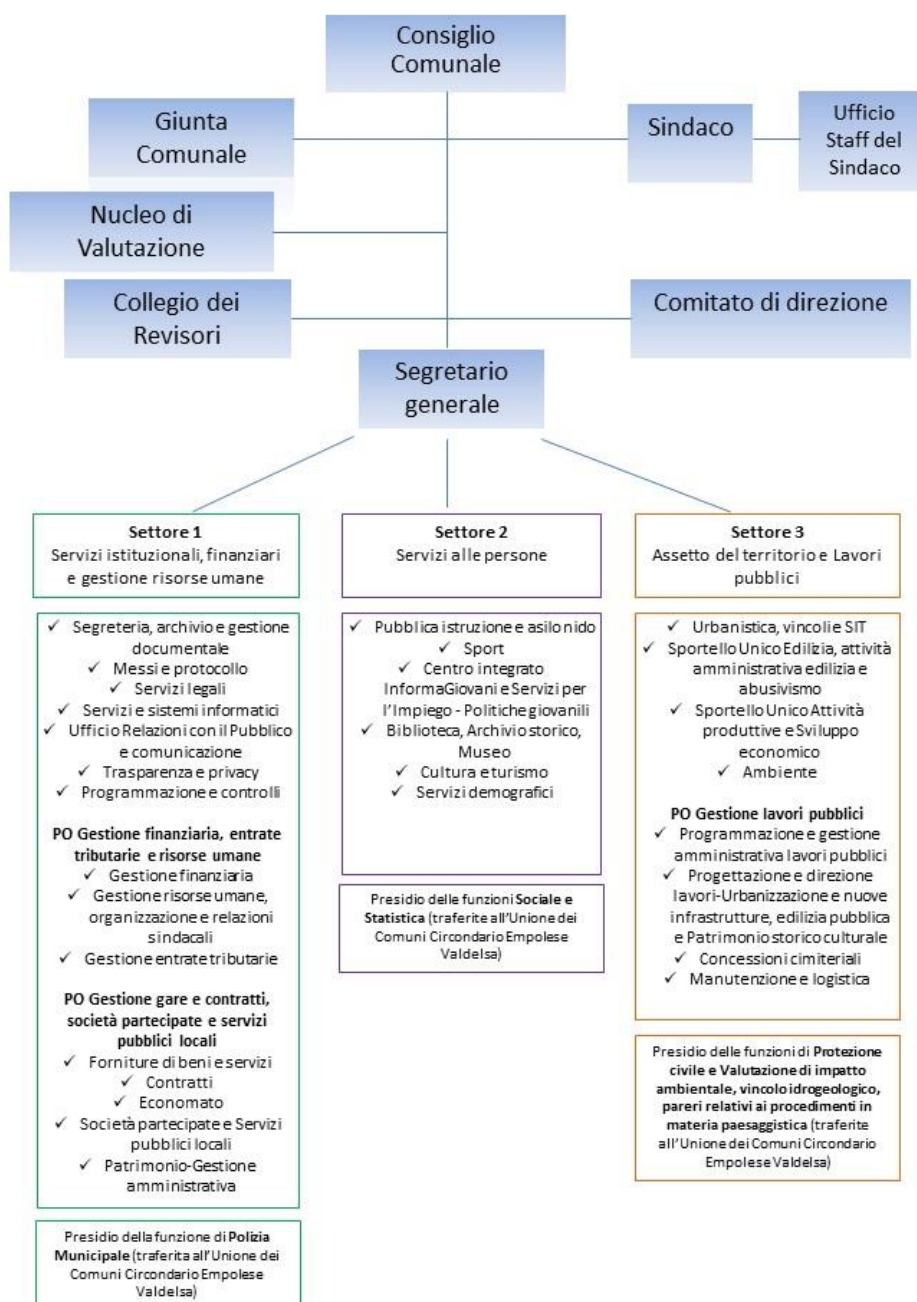 Consiglio
Comunale
Giunta
Comunale
Sindaco
Ufficio
Staff del
Sindaco
Nucleo di
Valutazione
Collegio dei
Revisori
Comitato di direzione
Segretario
generale
Settore 1
Servizi istituzionali, finanziari
e gestione risorse umane
✓ Segreteria, archivio e gestione
documentale
✓ Messi e protocollo
✓ Servizi legali
✓ Servizi e sistemi informatici
✓ Ufficio Relazioni con il Pubblico
e comunicazione
✓ Trasparenza e privacy
✓ Programmazione e controlli
PO Gestione finanziaria, entrate
tributarie e risorse umane
✓ Gestione finanziaria
✓ Gestione risorse umane,
organizzazione e relazioni
sindacali
✓ Gestione entrate tributarie
PO Gestione gare e contratti,
società partecipate e servizi
pubblici locali
✓ Forniture di beni e servizi
✓ Contratti
✓ Economato
✓ Società partecipate e Servizi
pubblici locali
✓ Patrimonio-Gestione
amministrativa
Presidio della funzione di Polizia
Municipale (traferita all'Unione dei
Comuni Circondario Empolese
Valdelsa)
Settore 2
Servizi alle persone
✓ Pubblica istruzione e asilo nido
✓ Sport
✓ Centro integrato
InformaGiovani e Servizi per
l'Impiego - Politiche giovanili
✓ Biblioteca, Archivio storico,
Museo
✓ Cultura e turismo
✓ Servizi demografici
Presidio delle funzioni Sociale e
Statistica (traferite all'Unione dei
Comuni Circondario Empolese
Valdelsa)
Settore 3
Assetto del territorio e Lavori
pubblici
✓ Urbanistica, vincoli e SIT
✓ Sportello Unico Edilizia, attività
amministrativa edilizia e
abusivismo
✓ Sportello Unico Attività
produttive e Sviluppo
economico
✓ Ambiente
PO Gestione lavori pubblici
✓ Programmazione e gestione
amministrativa lavori pubblici
✓ Progettazione e direzione
lavori-Urbanizzazione e nuove
infrastrutture, edilizia pubblica
e Patrimonio storico culturale
✓ Concessioni cimiteriali
✓ Manutenzione e logistica
Presidio delle funzioni di Protezione
civile e Valutazione di impatto
ambientale, vincolo idrogeologico,
pareri relativi ai procedimenti in
materia paesaggistica (traferite
all'Unione dei Comuni Circondario
Empolese Valdelsa)